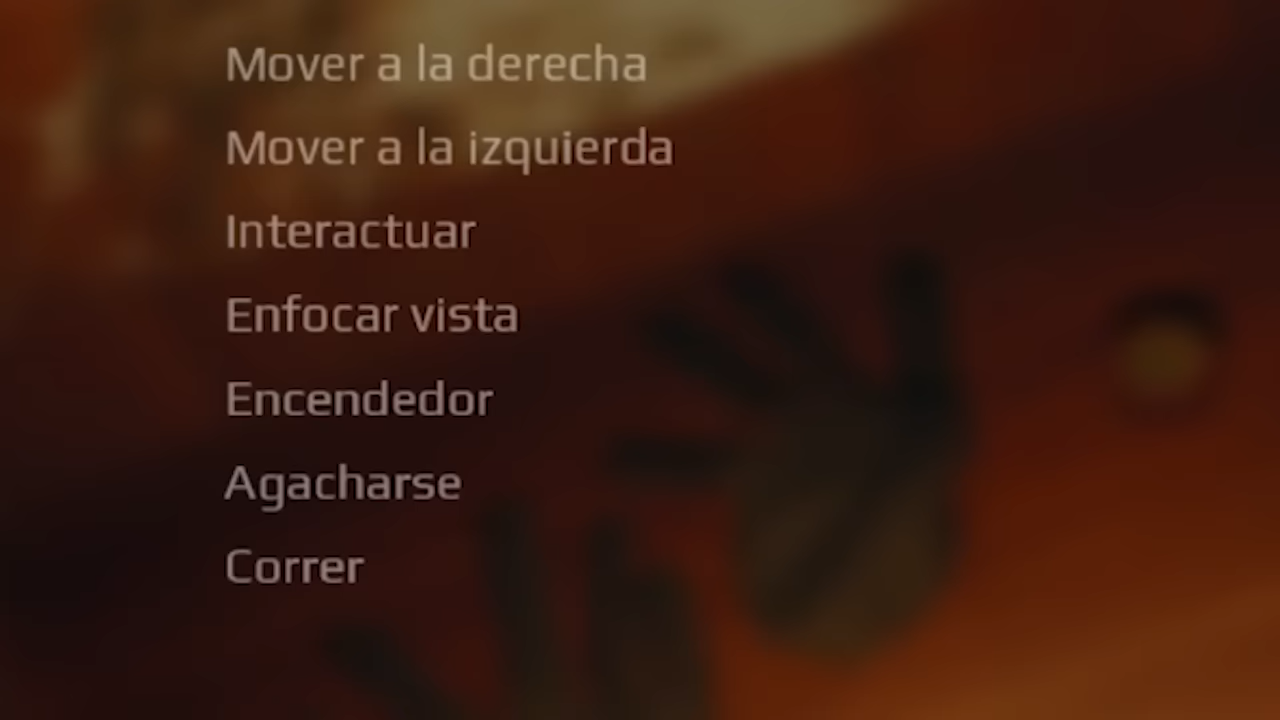 Mover a la derecha
Mover a la izquierda
Interactuar
Enfocar vista
Encendedor
Agacharse
Correr